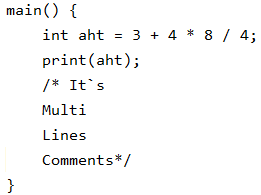 main() {
    int aht = 3 + 4 * 8 / 4;
    print(aht);
    /* It`s
    Multi
    Lines
    Comments*/
}